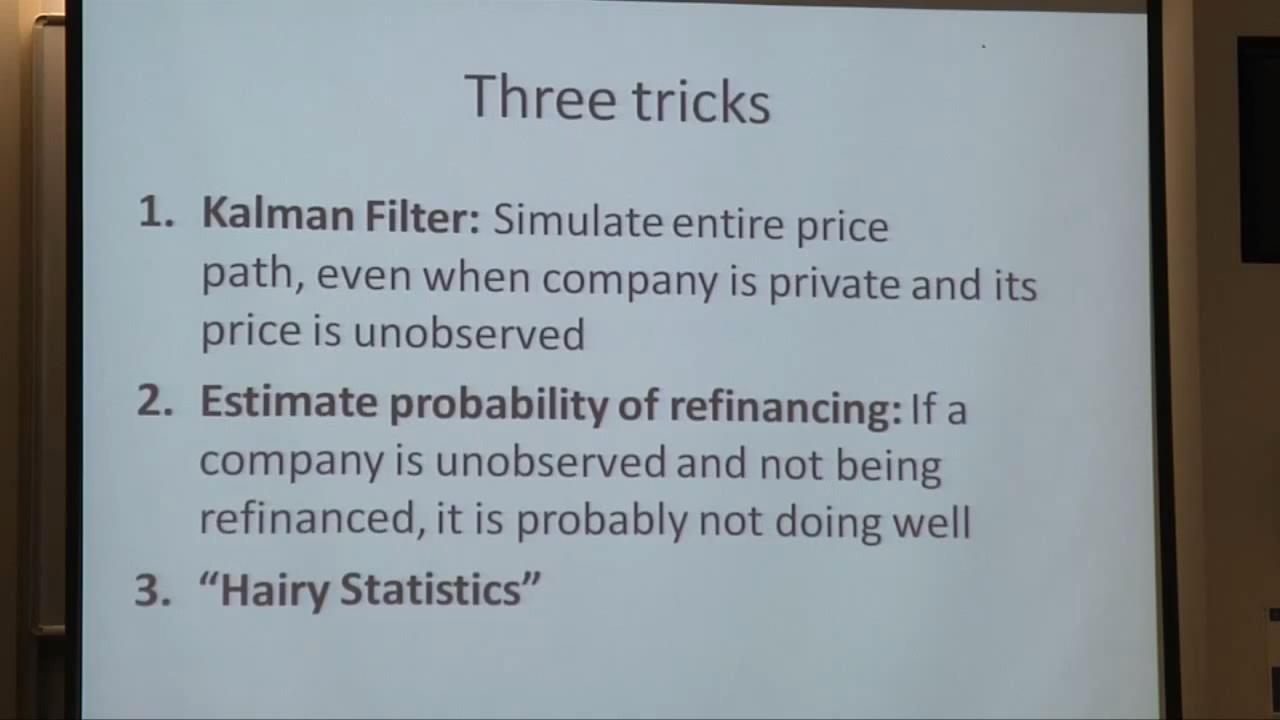 Three tricks
1. Kalman Filter: Simulate entire price
path, even when company is private and its
price is unobserved
2. Estimate probability of refinancing: If a
company is unobserved and not being
refinanced, it is probably not doing well
3. “Hairy Statistics”